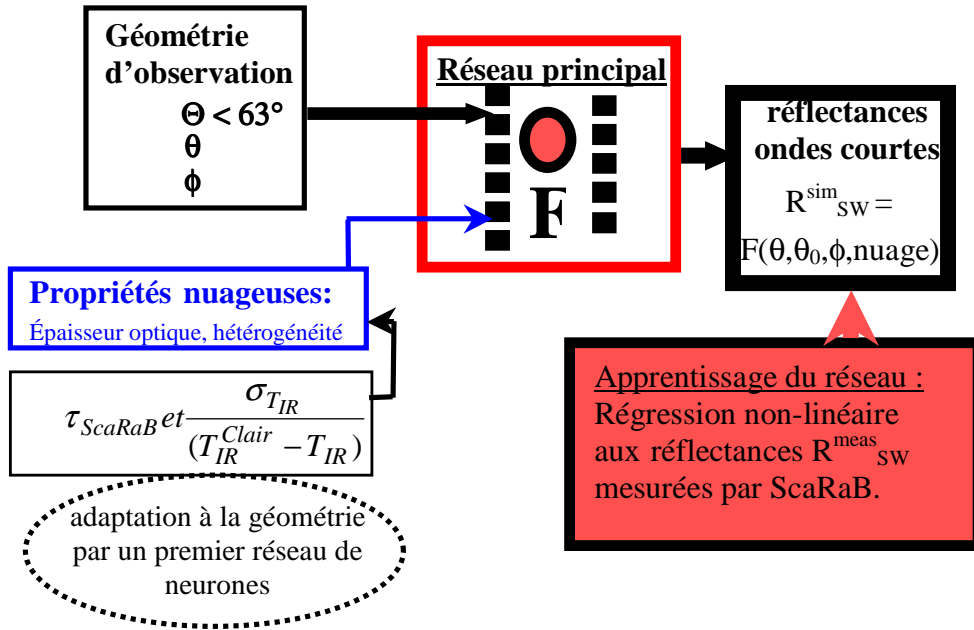 Géométrie
d'observation
Θ < 63°
θ
ϕ
Réseau principal
F
réflectances
ondes courtes
R^sim_SW =
F(θ,θ₀,ϕ,nuage)
Propriétés nuageuses:
Épaisseur optique, hétérogénéité
τ_ScaRaB et σ_{T_IR} / (T_IR^Clair − T_IR)
adaptation à la géométrie
par un premier réseau de
neurones
Apprentissage du réseau :
Régression non-linéaire
aux réflectances R^meas_SW
mesurées par ScaRaB.